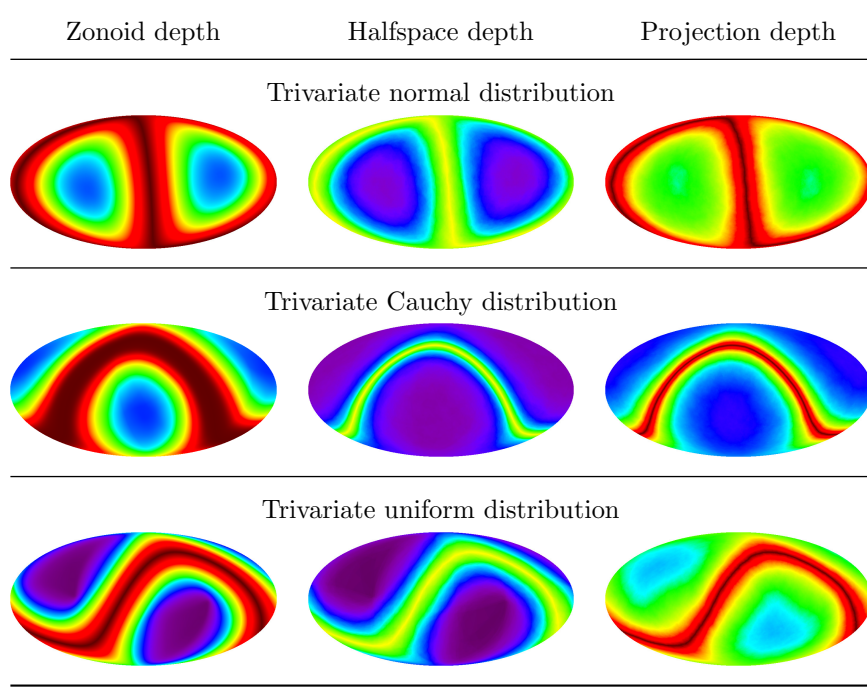 Zonoid depth Halfspace depth Projection depth
Trivariate normal distribution
Trivariate Cauchy distribution
Trivariate uniform distribution